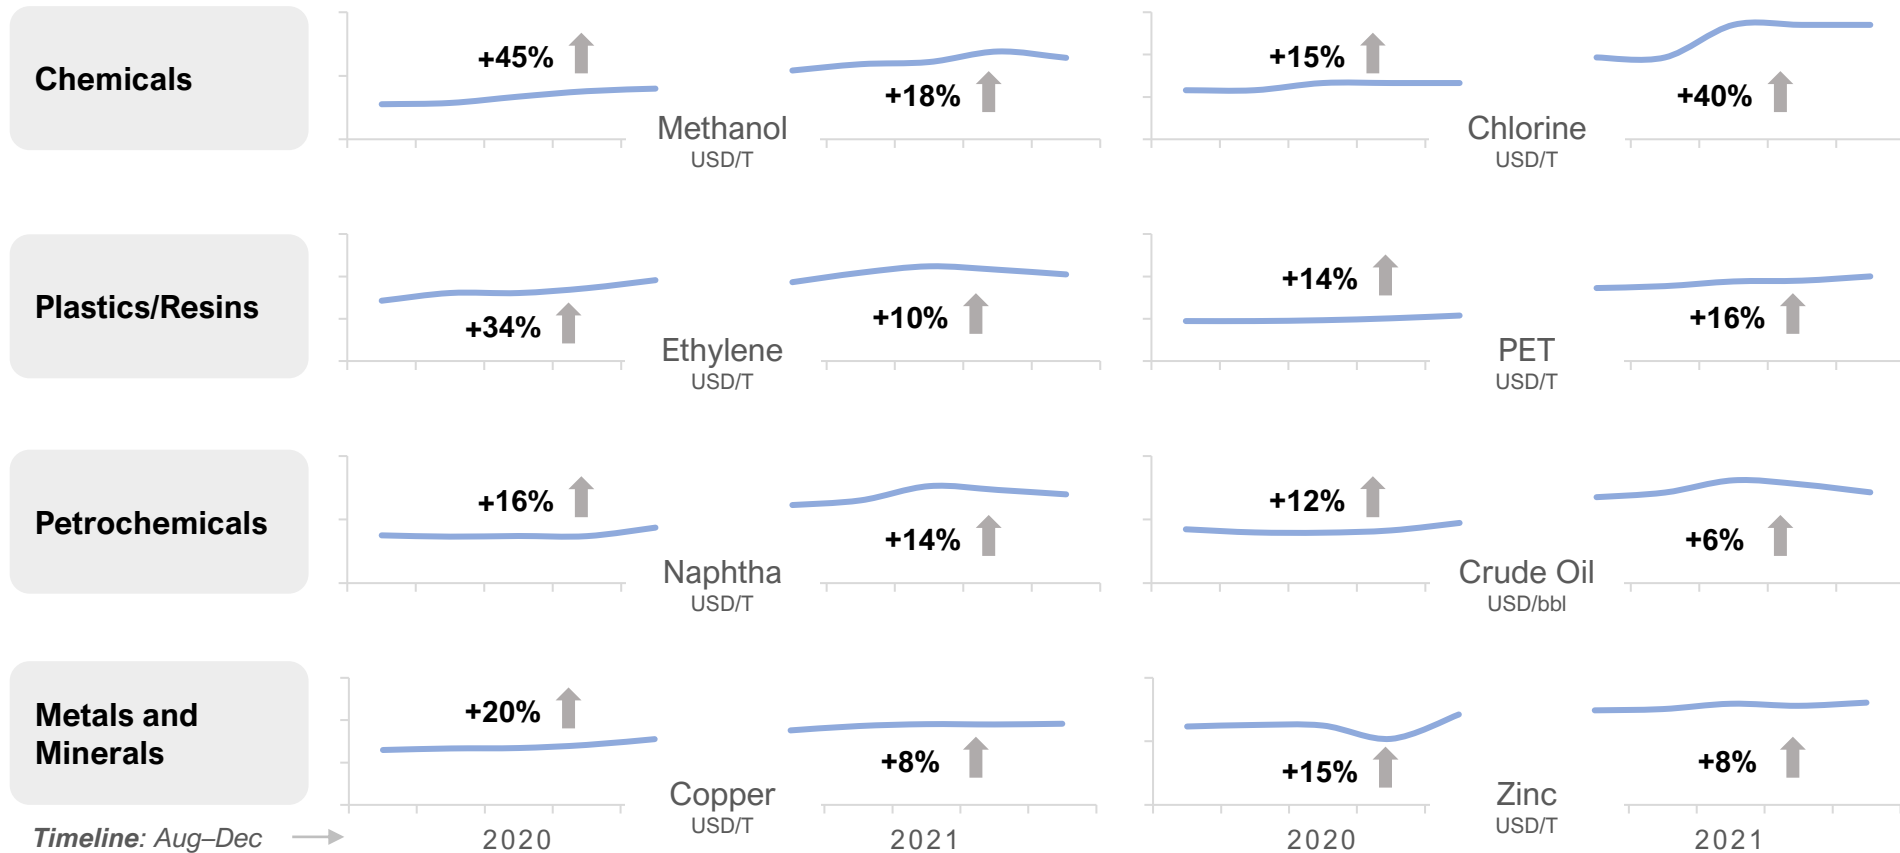 Chemicals
+45%
Methanol
USD/T
+18%
+15%
Chlorine
USD/T
+40%
Plastics/Resins
+34%
Ethylene
USD/T
+10%
+14%
PET
USD/T
+16%
Petrochemicals
+16%
Naphtha
USD/T
+14%
+12%
Crude Oil
USD/bbl
+6%
Metals and
Minerals
+20%
Copper
USD/T
+8%
+15%
Zinc
USD/T
+8%
Timeline: Aug–Dec
2020
2021
2020
2021